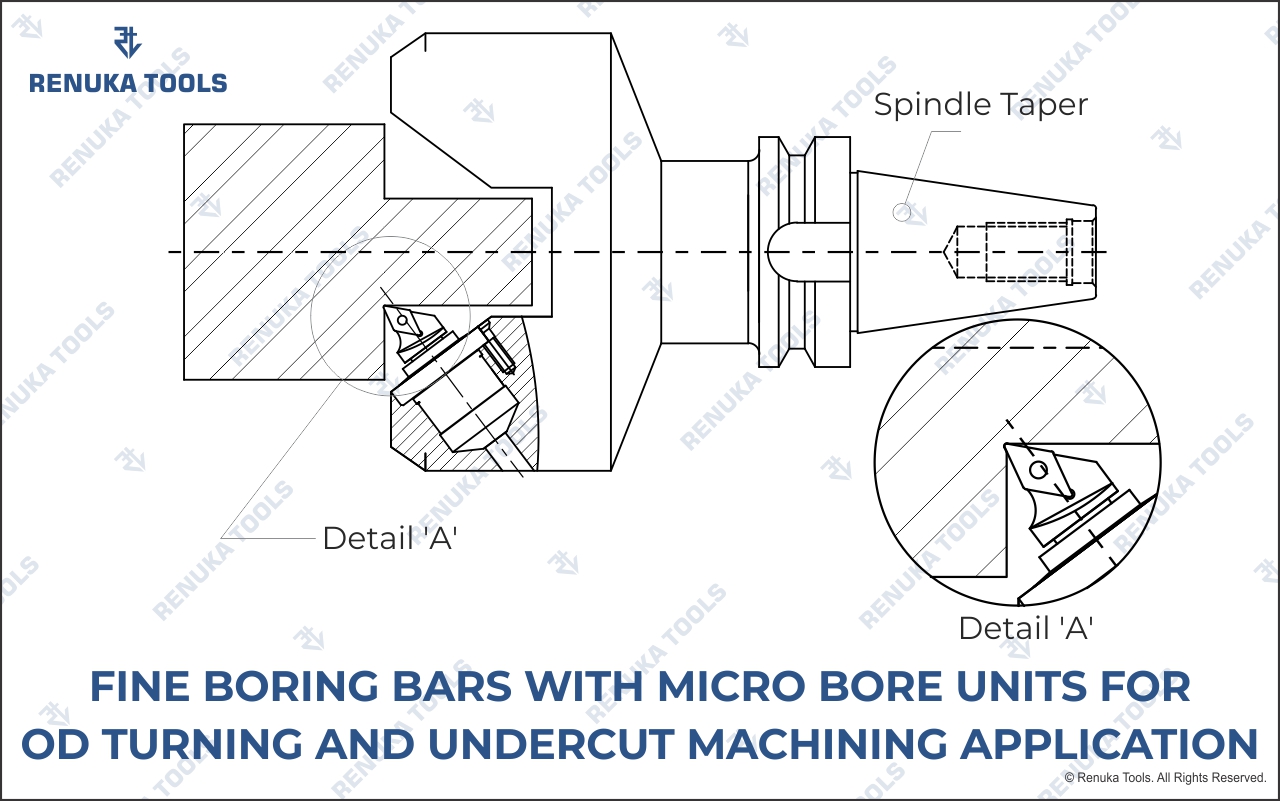 RENUKA TOOLS
Spindle Taper
Detail 'A'
Detail 'A'
FINE BORING BARS WITH MICRO BORE UNITS FOR
OD TURNING AND UNDERCUT MACHINING APPLICATION
© Renuka Tools. All Rights Reserved.